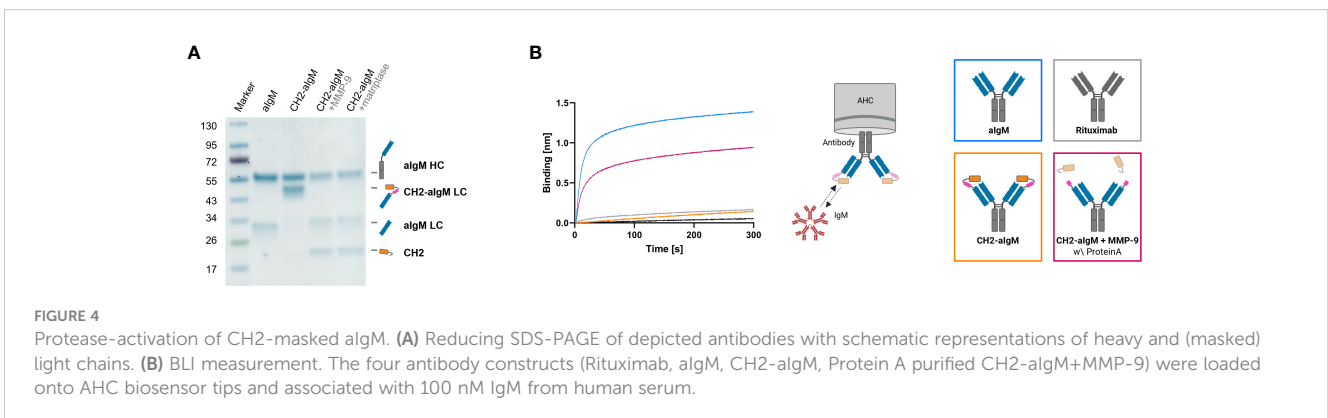 A
Marker
aIgM
CH2-aIgM
CH2-aIgM
+MMP-9
CH2-aIgM
+matriptase
130
95
72
55
43
34
26
17
aIgM HC
CH2-aIgM LC
aIgM LC
CH2
B
Binding [nm]
1.5
1.0
0.5
0.0
0
100
200
300
Time [s]
AHC
Antibody
IgM
aIgM
Rituximab
CH2-aIgM
CH2-aIgM + MMP-9
w\ ProteinA
FIGURE 4
Protease-activation of CH2-masked aIgM. (A) Reducing SDS-PAGE of depicted antibodies with schematic representations of heavy and (masked)
light chains. (B) BLI measurement. The four antibody constructs (Rituximab, aIgM, CH2-aIgM, Protein A purified CH2-aIgM+MMP-9) were loaded
onto AHC biosensor tips and associated with 100 nM IgM from human serum.